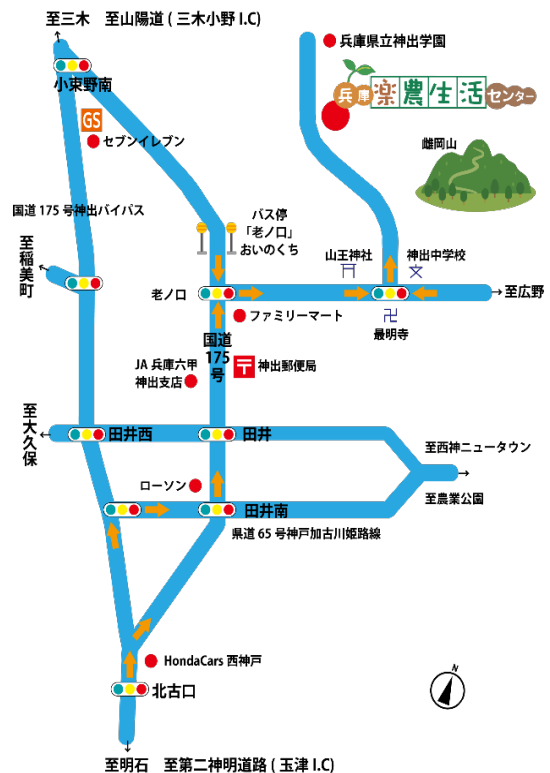 至三木　至山陽道 ( 三木小野 I.C)
小束野南
GS
セブンイレブン
国道 175 号神出バイパス
至稲美町
兵庫県立神出学園
兵庫楽農生活センター
雌岡山
バス停
「老ノ口」
おいのくち
山王神社
神出中学校
老ノ口
至広野
ファミリーマート
最明寺
国道
175
号
JA 兵庫六甲
神出支店
神出郵便局
至大久保
田井西
田井
至西神ニュータウン
ローソン
至農業公園
田井南
県道 65 号神戸加古川姫路線
HondaCars 西神戸
北古口
N
至明石　至第二神明道路 ( 玉津 I.C)